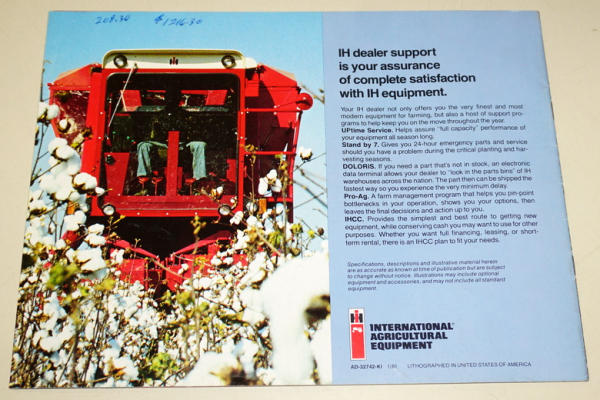 208.30 $1216.30
IH dealer support
is your assurance
of complete satisfaction
with IH equipment.
Your IH dealer not only offers you the very finest and most
modern equipment for farming, but also a host of support pro-
grams to help keep you on the move throughout the year.
UPtime Service. Helps assure "full capacity" performance of
your equipment all season long.
Stand by 7. Gives you 24-hour emergency parts and service
should you have a problem during the critical planting and har-
vesting seasons.
DOLORIS. If you need a part that's not in stock, an electronic
data terminal allows your dealer to "look in the parts bins" of IH
warehouses across the nation. The part then can be shipped the
fastest way so you experience the very minimum delay.
Pro-Ag. A farm management program that helps you pin-point
bottlenecks in your operation, shows you your options, then
leaves the final decisions and action up to you.
IHCC. Provides the simplest and best route to getting new
equipment, while conserving cash you may want to use for other
purposes. Whether you want full financing, leasing, or short-
term rental, there is an IHCC plan to fit your needs.
Specifications, descriptions and illustrative material herein
are as accurate as known at time of publication but are subject
to change without notice. Illustrations may include optional
equipment and accessories, and may not include all standard
equipment.
INTERNATIONAL®
AGRICULTURAL
EQUIPMENT
AD-32742-KI LITHOGRAPHED IN UNITED STATES OF AMERICA